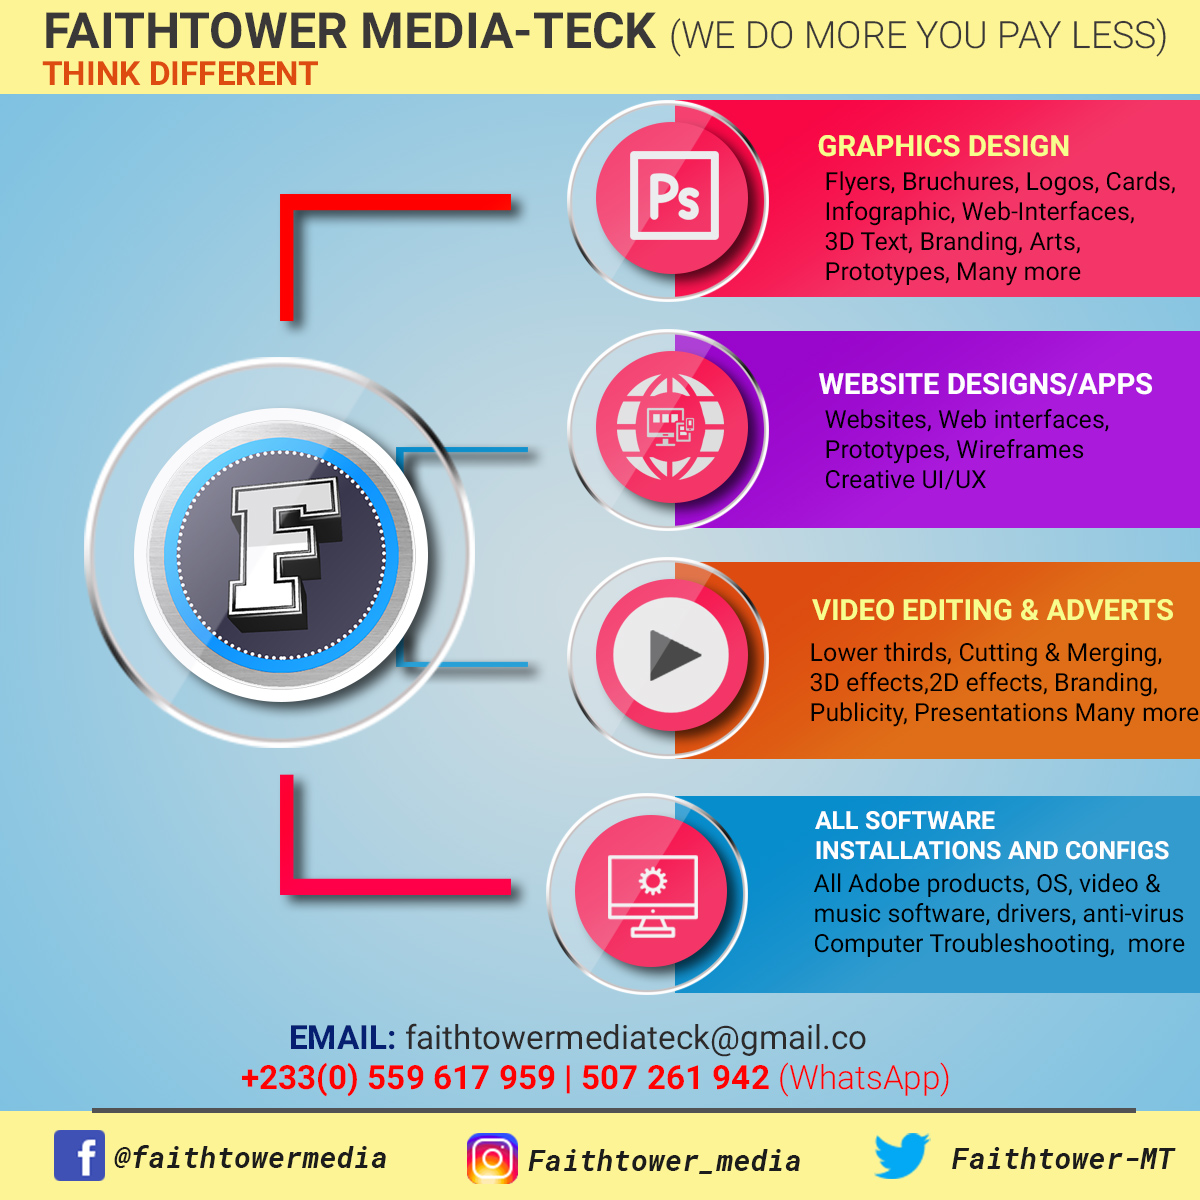 FAITHTOWER MEDIA-TECK (WE DO MORE YOU PAY LESS)
THINK DIFFERENT
Ps
GRAPHICS DESIGN
Flyers, Bruchures, Logos, Cards,
Infographic, Web-Interfaces,
3D Text, Branding, Arts,
Prototypes, Many more
WEBSITE DESIGNS/APPS
Websites, Web interfaces,
Prototypes, Wireframes
Creative UI/UX
F
VIDEO EDITING & ADVERTS
Lower thirds, Cutting & Merging,
3D effects,2D effects, Branding,
Publicity, Presentations Many more
ALL SOFTWARE
INSTALLATIONS AND CONFIGS
All Adobe products, OS, video &
music software, drivers, anti-virus
Computer Troubleshooting, more
EMAIL: faithtowermediateck@gmail.co
+233(0) 559 617 959 | 507 261 942 (WhatsApp)
f @faithtowermedia Faithtower_media Faithtower-MT